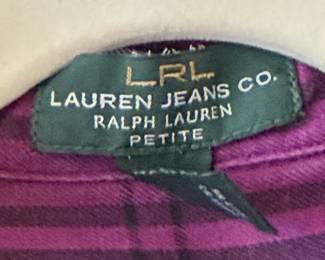 LRL
LAUREN JEANS CO.
RALPH LAUREN
PETITE